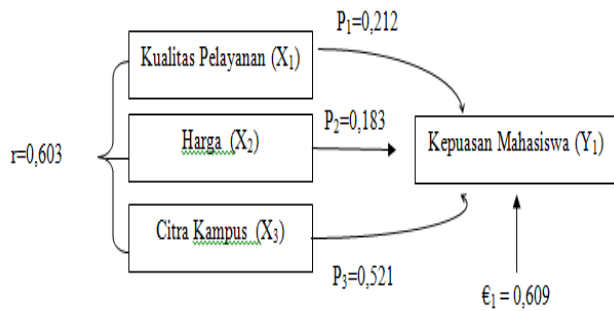 P₁=0,212
Kualitas Pelayanan (X₁)
P₂=0,183
Harga (X₂)
Kepuasan Mahasiswa (Y₁)
r=0,603
Citra Kampus (X₃)
P₃=0,521
€₁ = 0,609